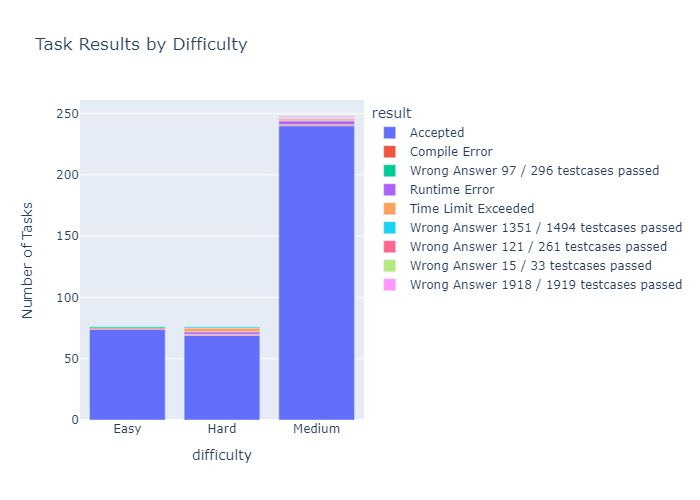 Task Results by Difficulty
result
Accepted
Compile Error
Wrong Answer 97 / 296 testcases passed
Runtime Error
Time Limit Exceeded
Wrong Answer 1351 / 1494 testcases passed
Wrong Answer 121 / 261 testcases passed
Wrong Answer 15 / 33 testcases passed
Wrong Answer 1918 / 1919 testcases passed
Number of Tasks
250
200
150
100
50
0
Easy Hard Medium
difficulty